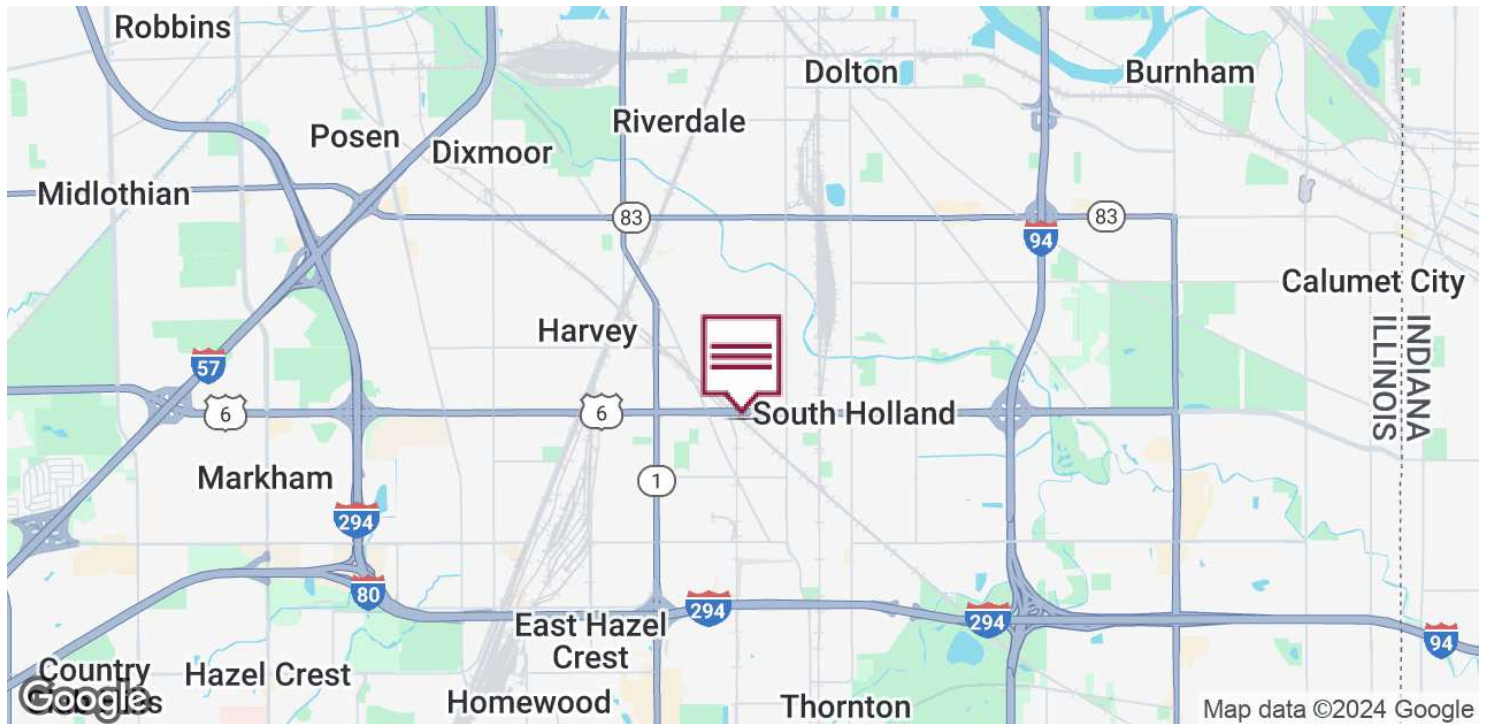 Robbins
Dolton
Burnham
Riverdale
Posen
Dixmoor
Midlothian
83
83
94
Calumet City
Harvey
INDIANA
ILLINOIS
57
6
6
South Holland
Markham
1
294
80
294
294
East Hazel
Crest
94
Country
Hazel Crest
Homewood
Thornton
Google
Map data ©2024 Google